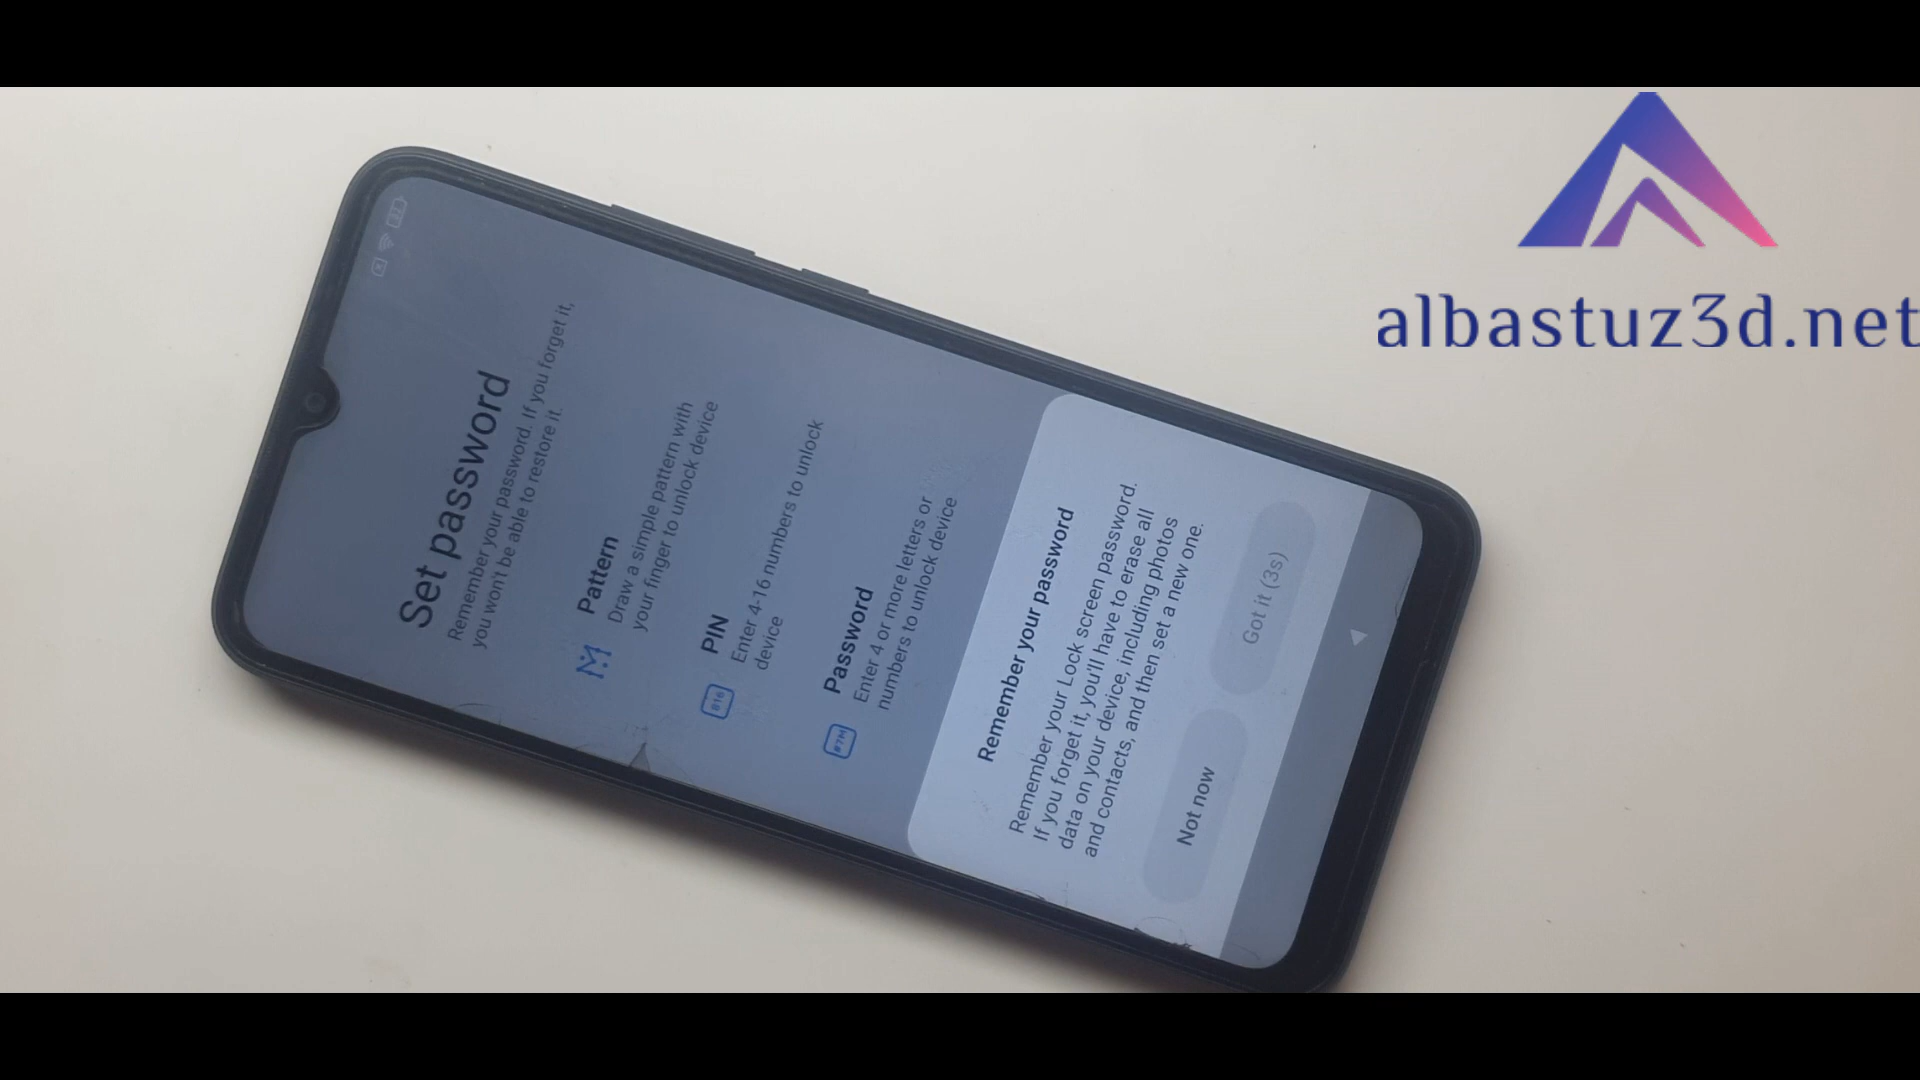 albastuz3d.net
Set password
Remember your password. If you forget it,
you won't be able to restore it.
Pattern
Draw a simple pattern with
your finger to unlock device
PIN
Enter 4-16 numbers to unlock
device
Password
Enter 4 or more letters or
numbers to unlock device
Remember your password
Remember your Lock screen password.
If you forget it, you'll have to erase all
data on your device, including photos
and contacts, and then set a new one.
Not now
Got it (3s)